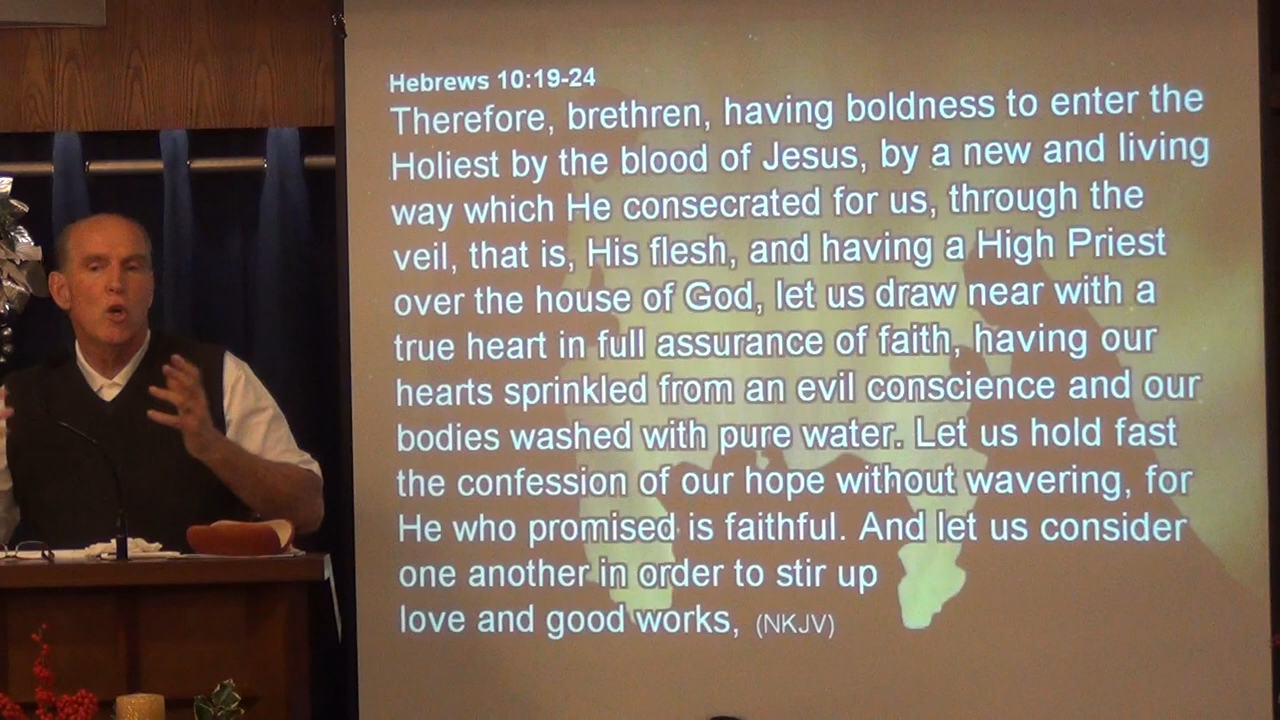 Hebrews 10:19-24
Therefore, brethren, having boldness to enter the
Holiest by the blood of Jesus, by a new and living
way which He consecrated for us, through the
veil, that is, His flesh, and having a High Priest
over the house of God, let us draw near with a
true heart in full assurance of faith, having our
hearts sprinkled from an evil conscience and our
bodies washed with pure water. Let us hold fast
the confession of our hope without wavering, for
He who promised is faithful. And let us consider
one another in order to stir up
love and good works, (NKJV)